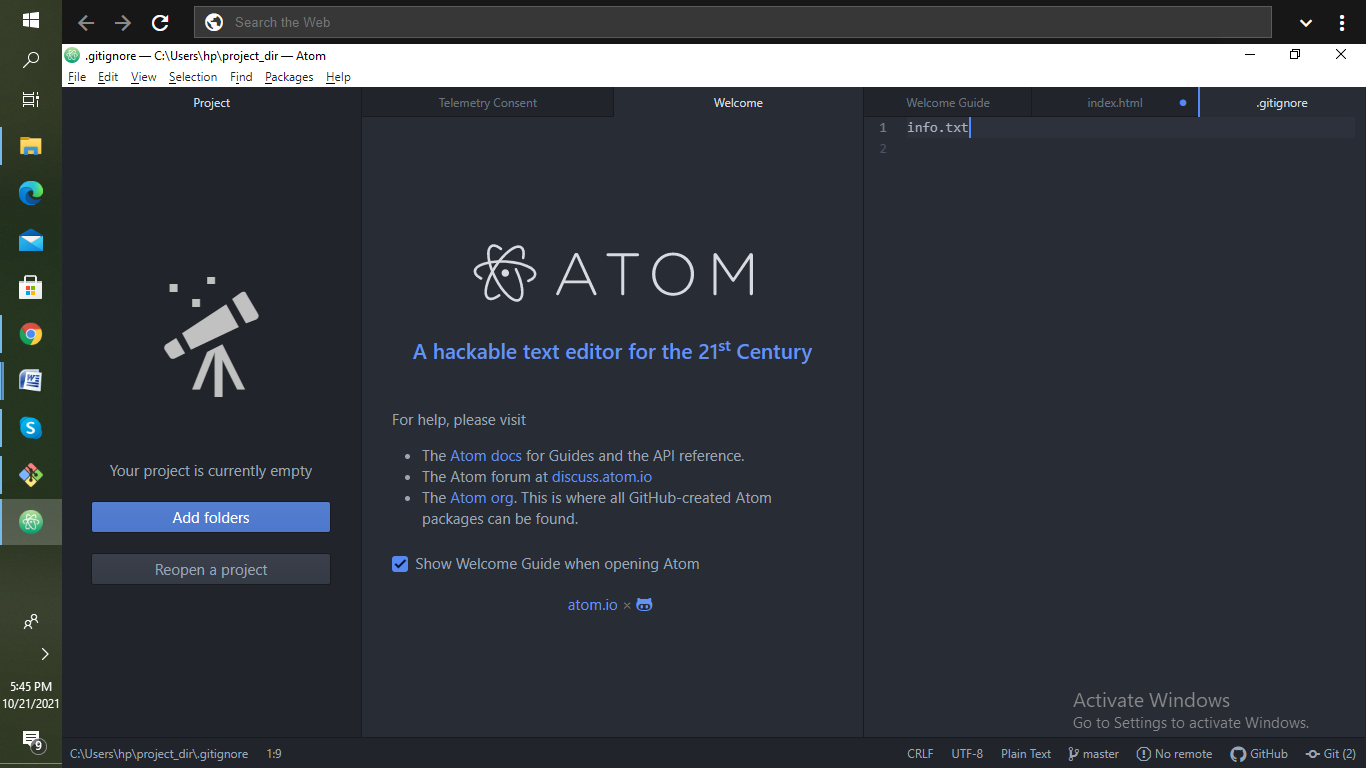 Search the Web
.gitignore — C:\Users\hp\project_dir — Atom
File Edit View Selection Find Packages Help
Project
Telemetry Consent
Welcome
Welcome Guide
index.html
.gitignore
1 info.txt
2
ATOM
A hackable text editor for the 21st Century
For help, please visit
• The Atom docs for Guides and the API reference.
• The Atom forum at discuss.atom.io
• The Atom org. This is where all GitHub-created Atom
packages can be found.
Show Welcome Guide when opening Atom
atom.io ×
Your project is currently empty
Add folders
Reopen a project
W
S
5:45 PM
10/21/2021
9
Activate Windows
Go to Settings to activate Windows.
C:\Users\hp\project_dir\.gitignore 1:9
CRLF UTF-8 Plain Text master No remote GitHub Git (2)